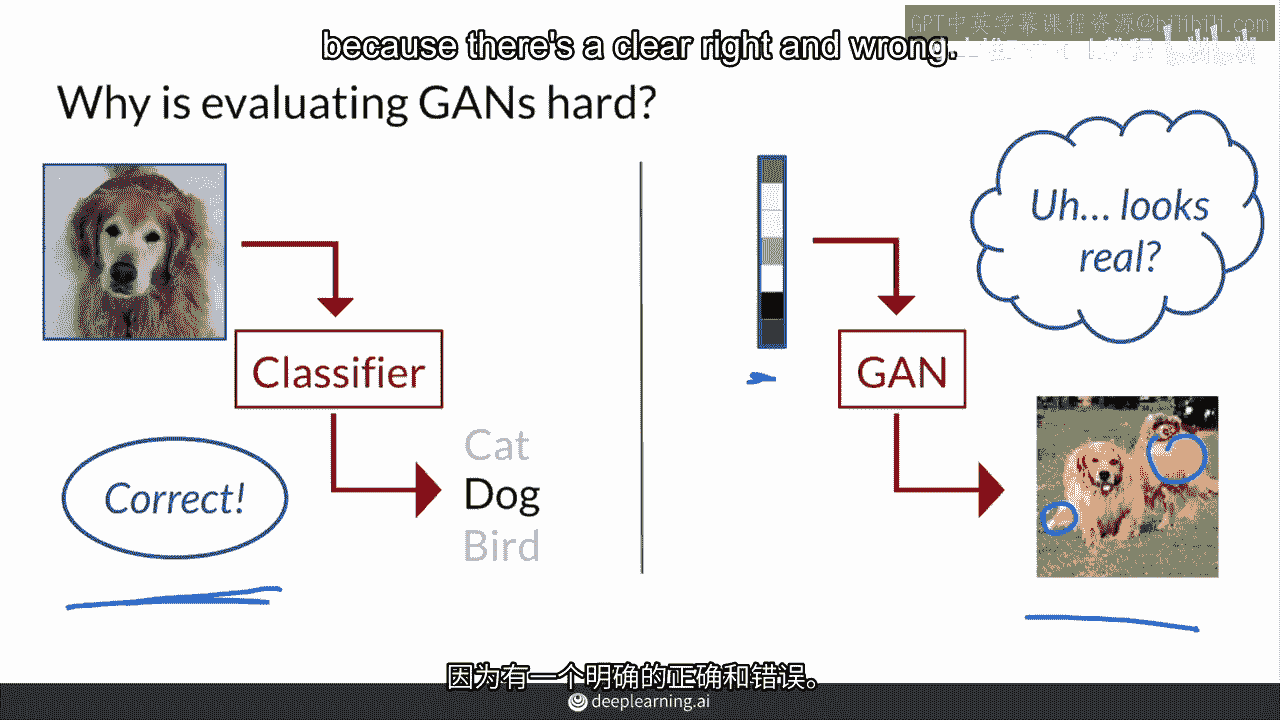 GPT中英字幕课程资源@bilibili.com
because there's a clear right and wrong.
Why is evaluating GANs hard?
Classifier
Correct!
Cat
Dog
Bird
GAN
Uh... looks
real?
因为有一个明确的正确和错误。
deeplearning.ai